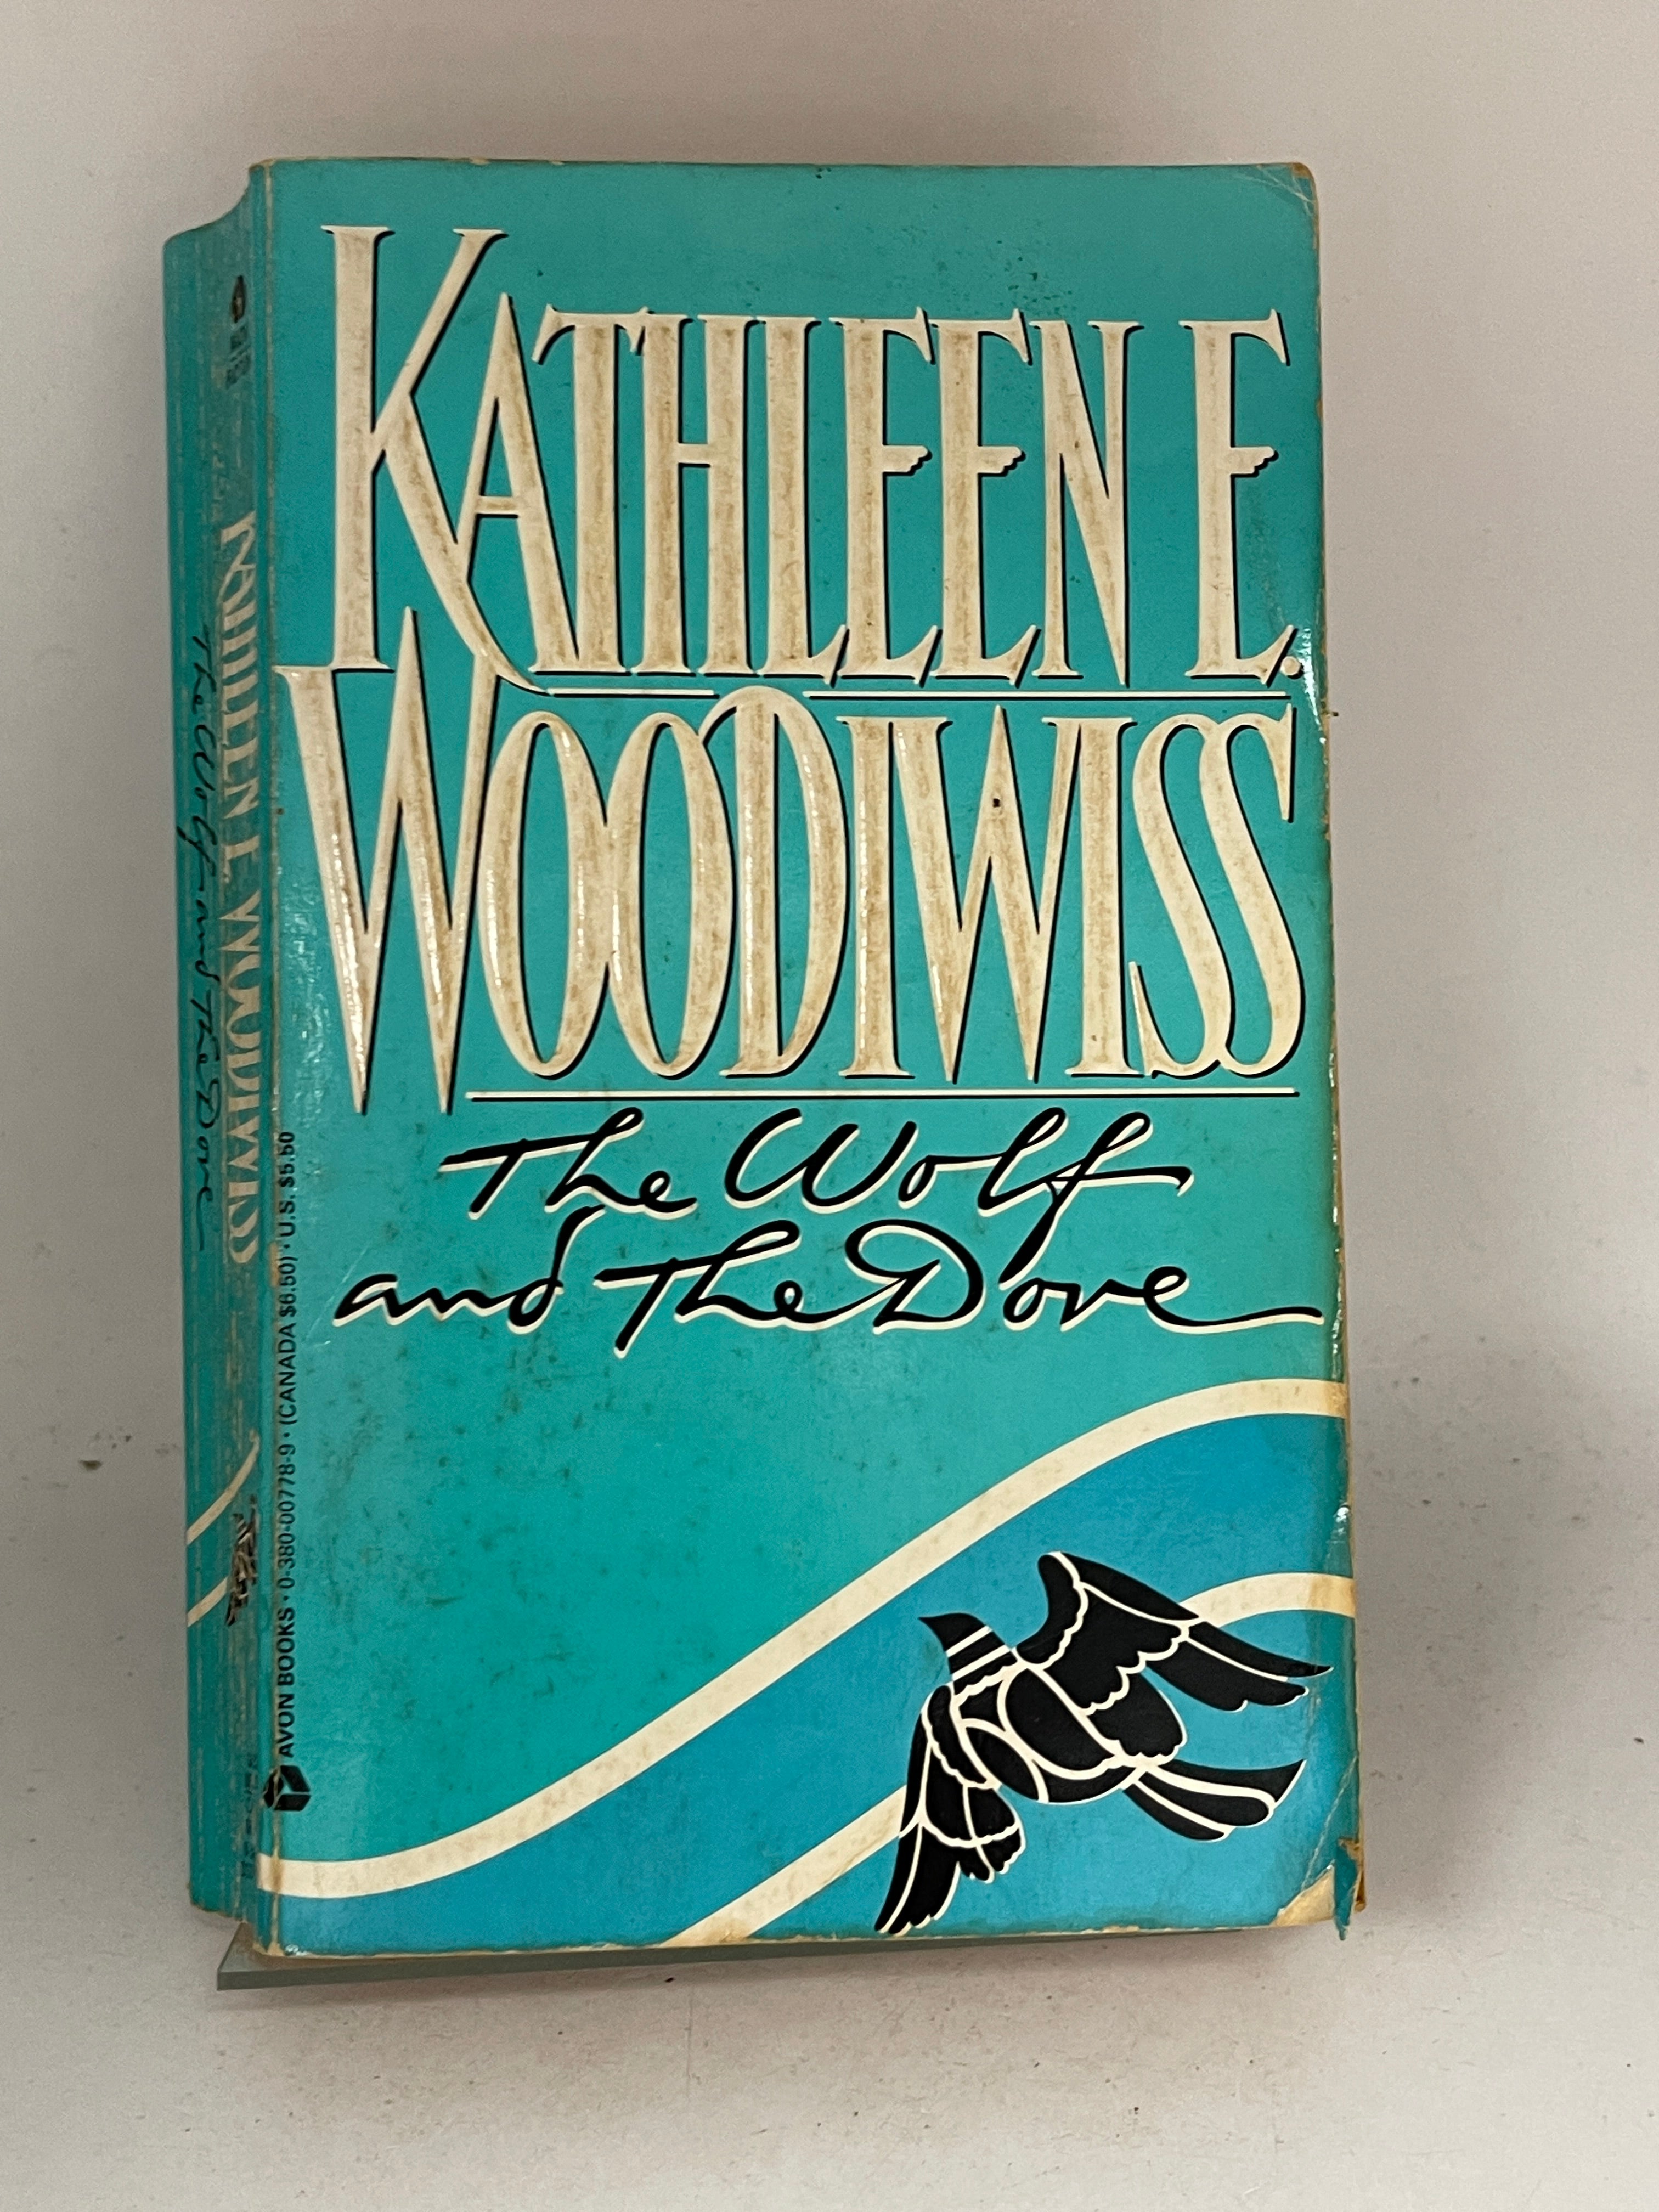 KATHLEEN E.
WOODIWISS
The Wolf
and The Dove
AVON BOOKS • 0-380-00778-9 • (CANADA $6.50) • U.S. $5.50
KATHLEEN E. WOODIWISS
The Wolf and The Dove